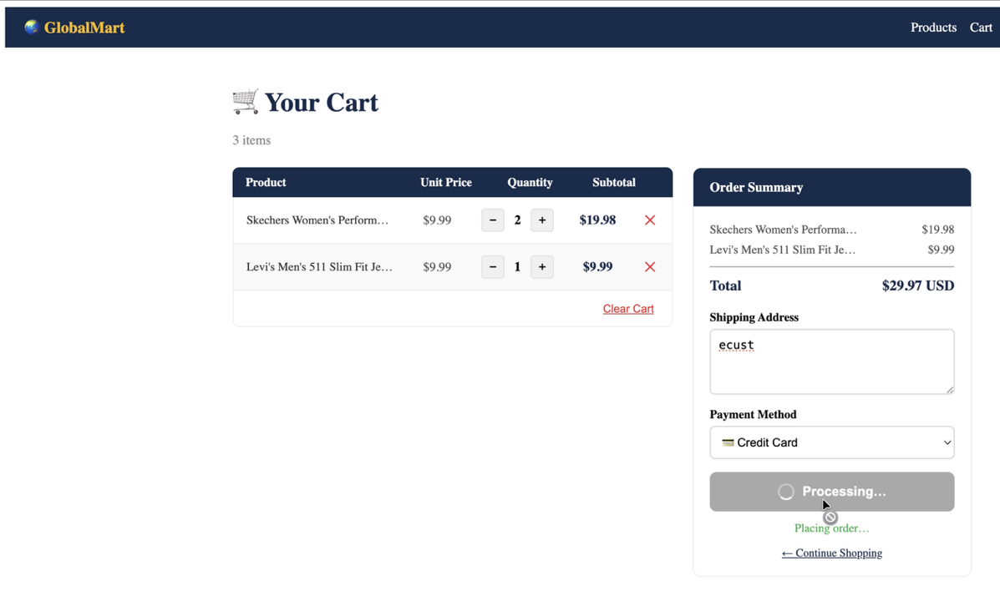 GlobalMart
Products Cart
Your Cart
3 items
Product Unit Price Quantity Subtotal
Skechers Women's Perform… $9.99 − 2 + $19.98
Levi's Men's 511 Slim Fit Je… $9.99 − 1 + $9.99
Clear Cart
Order Summary
Skechers Women's Performa… $19.98
Levi's Men's 511 Slim Fit Je… $9.99
Total $29.97 USD
Shipping Address
ecust
Payment Method
Credit Card
Processing…
Placing order…
← Continue Shopping